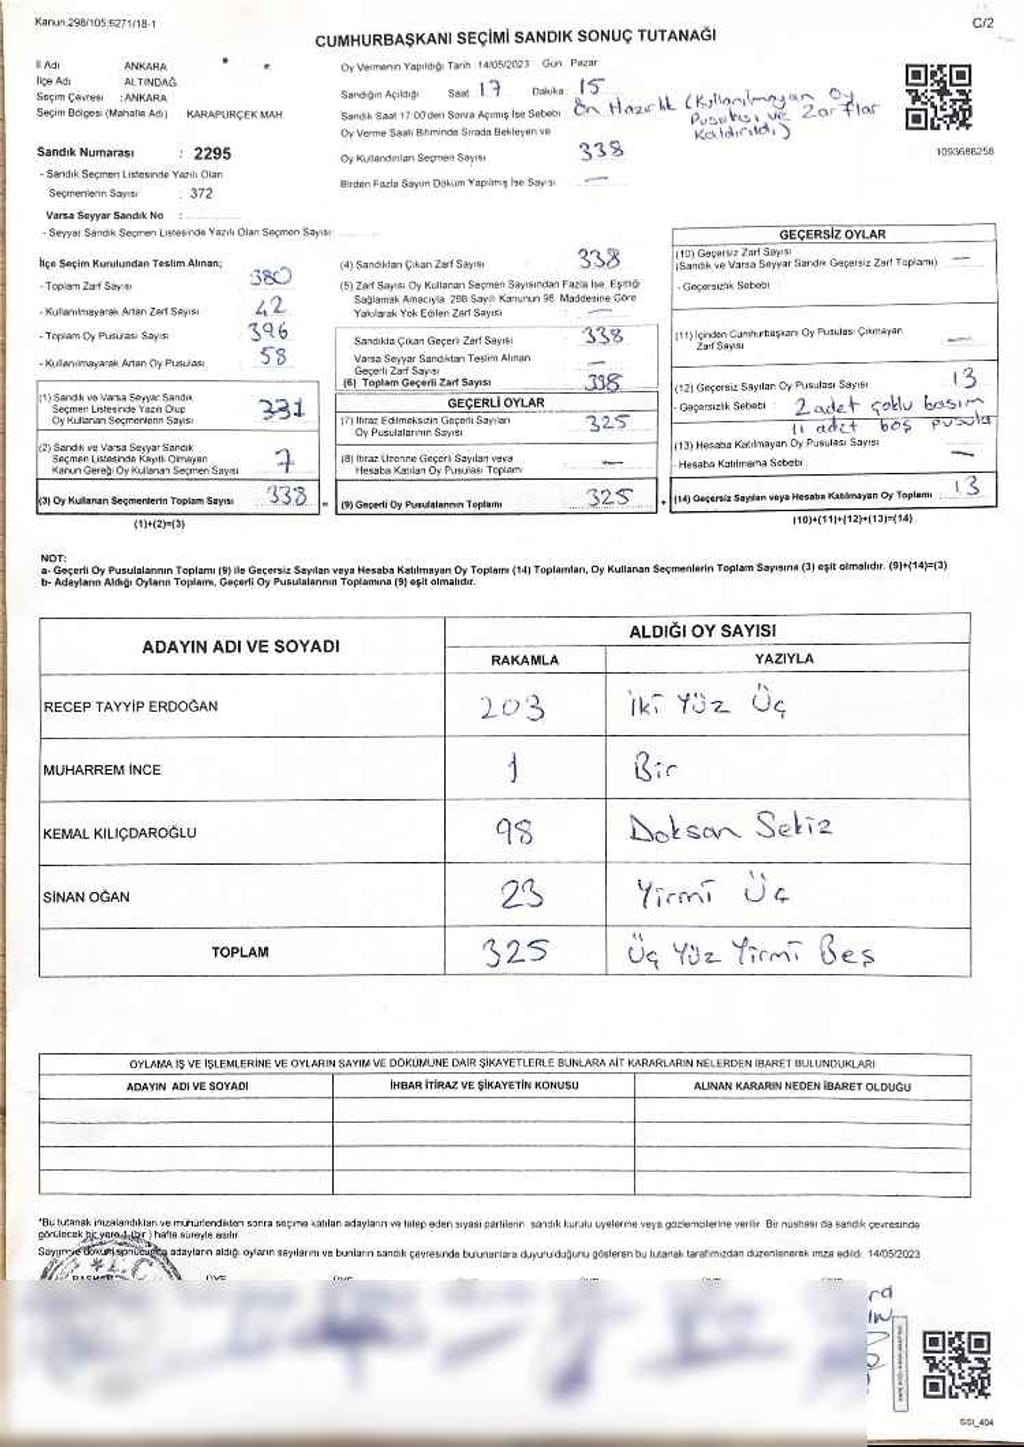 Kanun.298/105,6271/18-1
C/2
CUMHURBAŞKANI SEÇİMİ SANDIK SONUÇ TUTANAĞI
İl Adı ANKARA
İlçe Adı ALTINDAĞ
Seçim Çevresi : ANKARA
Seçim Bölgesi (Mahalle Adı) KARAPURÇEK MAH
Sandık Numarası : 2295
- Sandık Seçmen Listesinde Yazılı Olan
Seçmenlerin Sayısı : 372
Varsa Seyyar Sandık No :
- Seyyar Sandık Seçmen Listesinde Yazılı Olan Seçmen Sayısı
Oy Vermenin Yapıldığı Tarih : 14/05/2023 Gün Pazar
Sandığın Açıldığı Saat 17 Dakika : 15
Sandık Saat 17:00'den Sonra Açılmış İse Sebebi Ön Hazırlık (Kullanılmayan Oy
Pusulası ve Zarflar
Kaldırıldı)
Oy Verme Saati Bitiminde Sırada Bekleyen ve
Oy Kullandırılan Seçmen Sayısı 338
Birden Fazla Sayım Döküm Yapılmış İse Sayısı —
1093686258
İlçe Seçim Kurulundan Teslim Alınan;
- Toplam Zarf Sayısı 380
- Kullanılmayarak Artan Zarf Sayısı 42
- Toplam Oy Pusulası Sayısı 396
- Kullanılmayarak Artan Oy Pusulası 58
(1) Sandık ve Varsa Seyyar Sandık
Seçmen Listesinde Yazılı Olup
Oy Kullanan Seçmenlerin Sayısı 331
(2) Sandık ve Varsa Seyyar Sandık
Seçmen Listesinde Kayıtlı Olmayan
Kanun Gereği Oy Kullanan Seçmen Sayısı 7
(3) Oy Kullanan Seçmenlerin Toplam Sayısı 338
(1)+(2)=(3)
(4) Sandıktan Çıkan Zarf Sayısı 338
(5) Zarf Sayısı Oy Kullanan Seçmen Sayısından Fazla İse, Eşitliği
Sağlamak Amacıyla, 298 Sayılı Kanunun 98. Maddesine Göre
Yakılarak Yok Edilen Zarf Sayısı —
Sandıkta Çıkan Geçerli Zarf Sayısı 338
Varsa Seyyar Sandıktan Teslim Alınan
Geçerli Zarf Sayısı —
(6) Toplam Geçerli Zarf Sayısı 338
GEÇERLİ OYLAR
(7) İtiraz Edilmeksizin Geçerli Sayılan
Oy Pusulalarının Sayısı 325
(8) İtiraz Üzerine Geçerli Sayılan veya
Hesaba Katılan Oy Pusulaları Toplamı —
= (9) Geçerli Oy Pusulalarının Toplamı 325
GEÇERSİZ OYLAR
(10) Geçersiz Zarf Sayısı
(Sandık ve Varsa Seyyar Sandık Geçersiz Zarf Toplamı) —
- Geçersizlik Sebebi :
(11) İçinden Cumhurbaşkanı Oy Pusulası Çıkmayan
Zarf Sayısı —
(12) Geçersiz Sayılan Oy Pusulası Sayısı 13
- Geçersizlik Sebebi : 2 adet çoklu basım
11 adet boş pusula
(13) Hesaba Katılmayan Oy Pusulası Sayısı —
- Hesaba Katılmama Sebebi :
+ (14) Geçersiz Sayılan veya Hesaba Katılmayan Oy Toplamı : 13
(10)+(11)+(12)+(13)=(14)
NOT:
a- Geçerli Oy Pusulalarının Toplamı (9) ile Geçersiz Sayılan veya Hesaba Katılmayan Oy Toplamı (14) Toplamları, Oy Kullanan Seçmenlerin Toplam Sayısına (3) eşit olmalıdır. (9)+(14)=(3)
b- Adayların Aldığı Oyların Toplamı, Geçerli Oy Pusulalarının Toplamına (9) eşit olmalıdır.
ADAYIN ADI VE SOYADI ALDIĞI OY SAYISI
RAKAMLA YAZIYLA
RECEP TAYYİP ERDOĞAN 203 İki Yüz Üç
MUHARREM İNCE 1 Bir
KEMAL KILIÇDAROĞLU 98 Doksan Sekiz
SİNAN OĞAN 23 Yirmi Üç
TOPLAM 325 Üç Yüz Yirmi Beş
OYLAMA İŞ VE İŞLEMLERİNE VE OYLARIN SAYIM VE DÖKÜMÜNE DAİR ŞİKAYETLERLE BUNLARA AİT KARARLARIN NELERDEN İBARET BULUNDUKLARI
ADAYIN ADI VE SOYADI İHBAR İTİRAZ VE ŞİKAYETİN KONUSU ALINAN KARARIN NEDEN İBARET OLDUĞU
*Bu tutanak imzalandıktan ve mühürlendikten sonra seçime katılan adayların ve talep eden siyasi partilerin sandık kurulu üyelerine veya gözlemcilerine verilir. Bir nüshası da sandık çevresinde
görülecek bir yere 1 (bir) hafta süreyle asılır.
Sayım ve döküm sonucunda adayların aldığı oyların sayılarını ve bunların sandık çevresinde bulunanlara duyurulduğunu gösteren bu tutanak tarafımızdan düzenlenerek imza edildi. 14/05/2023
SSI_404